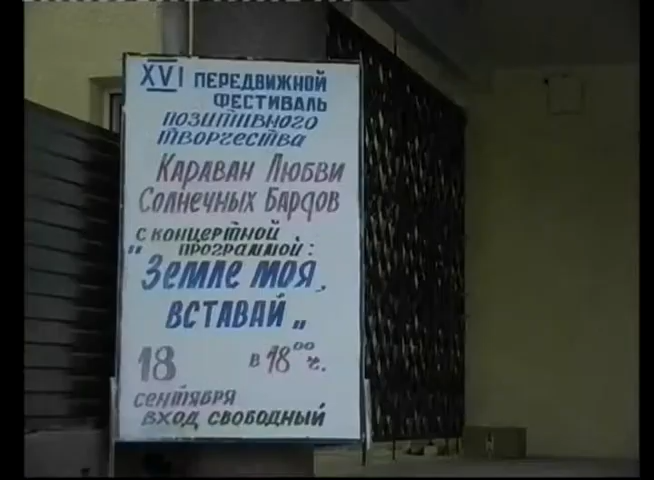 XVI ПЕРЕДВИЖНОЙ
ФЕСТИВАЛЬ
ПОЗИТИВНОГО
ТВОРЧЕСТВА
КАРАВАН ЛЮБВИ
СОЛНЕЧНЫХ БАРДОВ
С КОНЦЕРТНОЙ
ПРОГРАММОЙ:
"ЗЕМЛЕ МОЯ,
ВСТАВАЙ"
18 в 18⁰⁰ ч.
СЕНТЯБРЯ
ВХОД СВОБОДНЫЙ